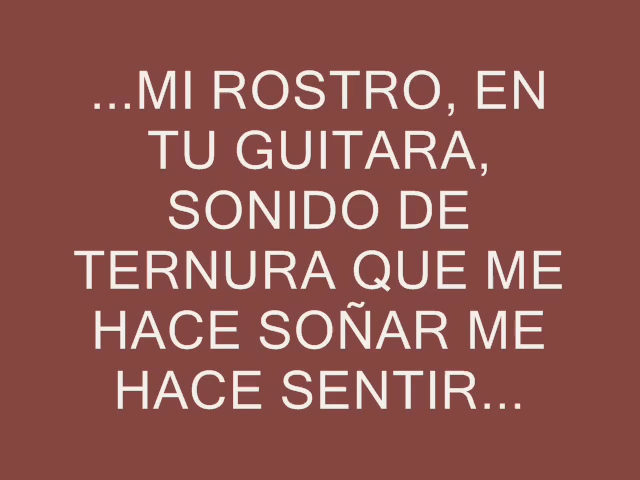 ...MI ROSTRO, EN
TU GUITARA,
SONIDO DE
TERNURA QUE ME
HACE SOÑAR ME
HACE SENTIR...